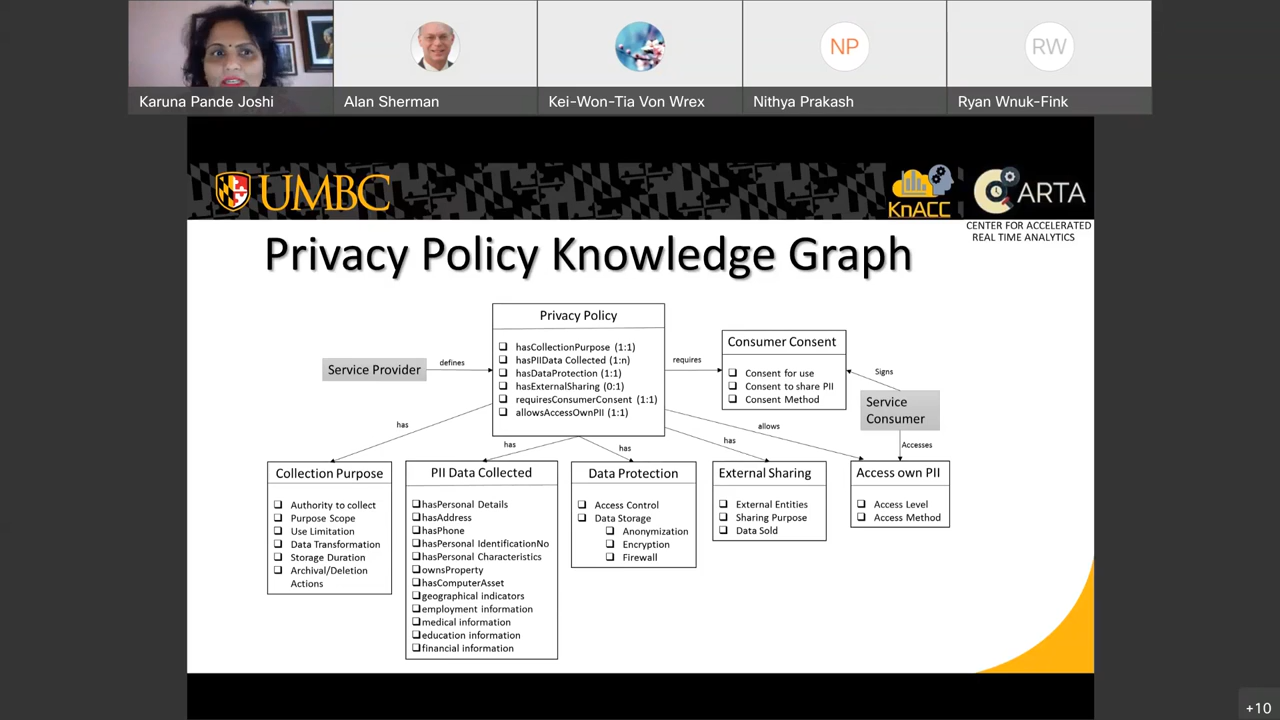 Karuna Pande Joshi
Alan Sherman
Kei-Won-Tia Von Wrex
NP
Nithya Prakash
RW
Ryan Wnuk-Fink
UMBC
KnACC
CARTA
CENTER FOR ACCELERATED
REAL TIME ANALYTICS
Privacy Policy Knowledge Graph
Service Provider
defines
Privacy Policy
hasCollectionPurpose (1:1)
hasPIIData Collected (1:n)
hasDataProtection (1:1)
hasExternalSharing (0:1)
requiresConsumerConsent (1:1)
allowsAccessOwnPII (1:1)
requires
Consumer Consent
Consent for use
Consent to share PII
Consent Method
Signs
Service
Consumer
Accesses
has
has
has
has
allows
Collection Purpose
Authority to collect
Purpose Scope
Use Limitation
Data Transformation
Storage Duration
Archival/Deletion
Actions
PII Data Collected
hasPersonal Details
hasAddress
hasPhone
hasPersonal IdentificationNo
hasPersonal Characteristics
ownsProperty
hasComputerAsset
geographical indicators
employment information
medical information
education information
financial information
Data Protection
Access Control
Data Storage
Anonymization
Encryption
Firewall
External Sharing
External Entities
Sharing Purpose
Data Sold
Access own PII
Access Level
Access Method
+10